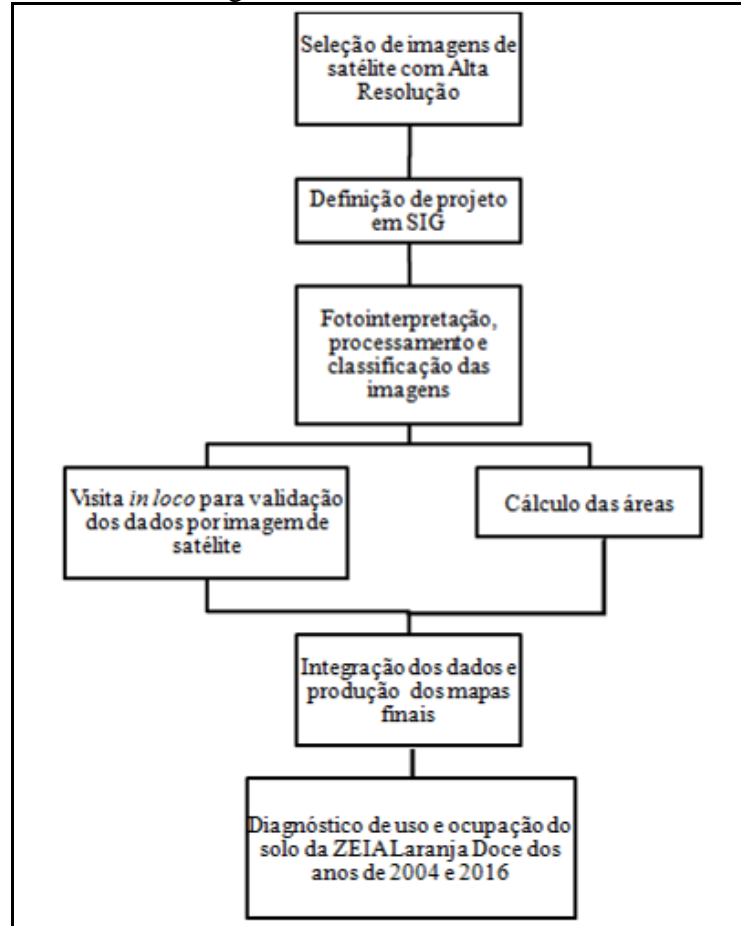 Seleção de imagens de
satélite com Alta
Resolução
Definição de projeto
em SIG
Fotointerpretação,
processamento e
classificação das
imagens
Visita in loco para validação
dos dados por imagem de
satélite
Cálculo das áreas
Integração dos dados e
produção dos mapas
finais
Diagnóstico de uso e ocupação do
solo da ZEIA Laranja Doce dos
anos de 2004 e 2016